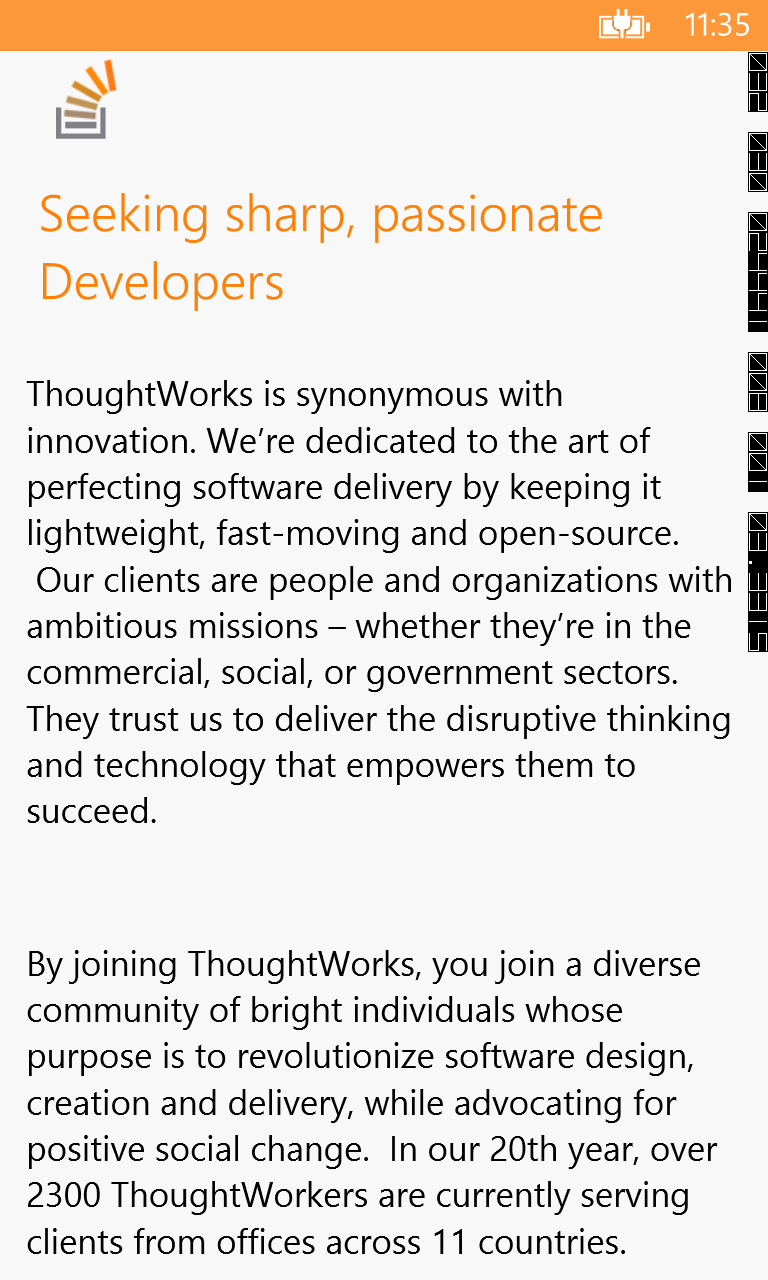 11:35
Seeking sharp, passionate
Developers
ThoughtWorks is synonymous with
innovation. We’re dedicated to the art of
perfecting software delivery by keeping it
lightweight, fast-moving and open-source.
Our clients are people and organizations with
ambitious missions – whether they’re in the
commercial, social, or government sectors.
They trust us to deliver the disruptive thinking
and technology that empowers them to
succeed.
By joining ThoughtWorks, you join a diverse
community of bright individuals whose
purpose is to revolutionize software design,
creation and delivery, while advocating for
positive social change.  In our 20th year, over
2300 ThoughtWorkers are currently serving
clients from offices across 11 countries.